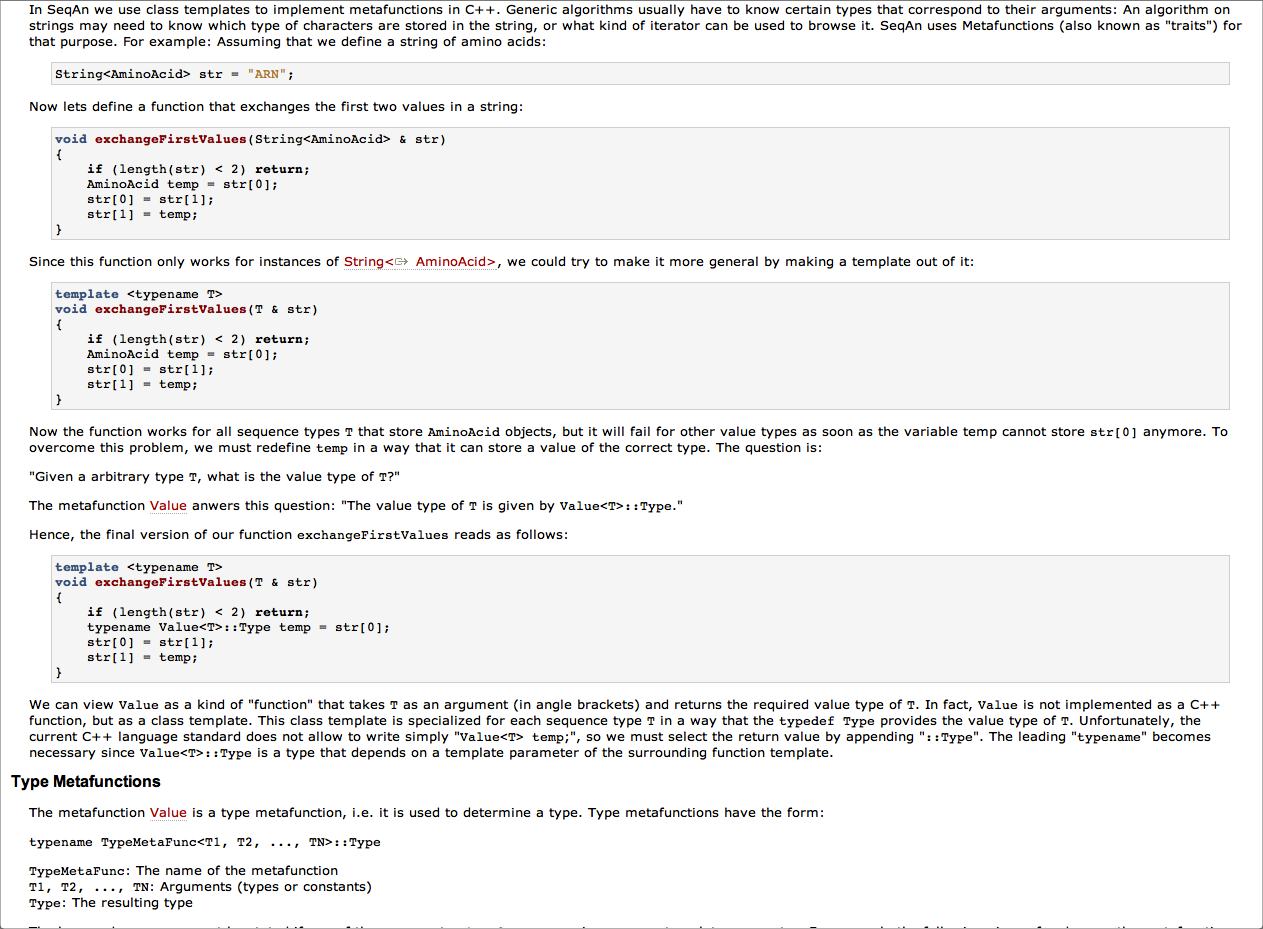 In SeqAn we use class templates to implement metafunctions in C++. Generic algorithms usually have to know certain types that correspond to their arguments: An algorithm on
strings may need to know which type of characters are stored in the string, or what kind of iterator can be used to browse it. SeqAn uses Metafunctions (also known as "traits") for
that purpose. For example: Assuming that we define a string of amino acids:
String<AminoAcid> str = "ARN";
Now lets define a function that exchanges the first two values in a string:
void exchangeFirstValues(String<AminoAcid> & str)
{
    if (length(str) < 2) return;
    AminoAcid temp = str[0];
    str[0] = str[1];
    str[1] = temp;
}
Since this function only works for instances of String< AminoAcid>, we could try to make it more general by making a template out of it:
template <typename T>
void exchangeFirstValues(T & str)
{
    if (length(str) < 2) return;
    AminoAcid temp = str[0];
    str[0] = str[1];
    str[1] = temp;
}
Now the function works for all sequence types T that store AminoAcid objects, but it will fail for other value types as soon as the variable temp cannot store str[0] anymore. To
overcome this problem, we must redefine temp in a way that it can store a value of the correct type. The question is:
"Given a arbitrary type T, what is the value type of T?"
The metafunction Value anwers this question: "The value type of T is given by Value<T>::Type."
Hence, the final version of our function exchangeFirstValues reads as follows:
template <typename T>
void exchangeFirstValues(T & str)
{
    if (length(str) < 2) return;
    typename Value<T>::Type temp = str[0];
    str[0] = str[1];
    str[1] = temp;
}
We can view Value as a kind of "function" that takes T as an argument (in angle brackets) and returns the required value type of T. In fact, Value is not implemented as a C++
function, but as a class template. This class template is specialized for each sequence type T in a way that the typedef Type provides the value type of T. Unfortunately, the
current C++ language standard does not allow to write simply "Value<T> temp;", so we must select the return value by appending "::Type". The leading "typename" becomes
necessary since Value<T>::Type is a type that depends on a template parameter of the surrounding function template.
Type Metafunctions
The metafunction Value is a type metafunction, i.e. it is used to determine a type. Type metafunctions have the form:
typename TypeMetaFunc<T1, T2, ..., TN>::Type
TypeMetaFunc: The name of the metafunction
T1, T2, ..., TN: Arguments (types or constants)
Type: The resulting type